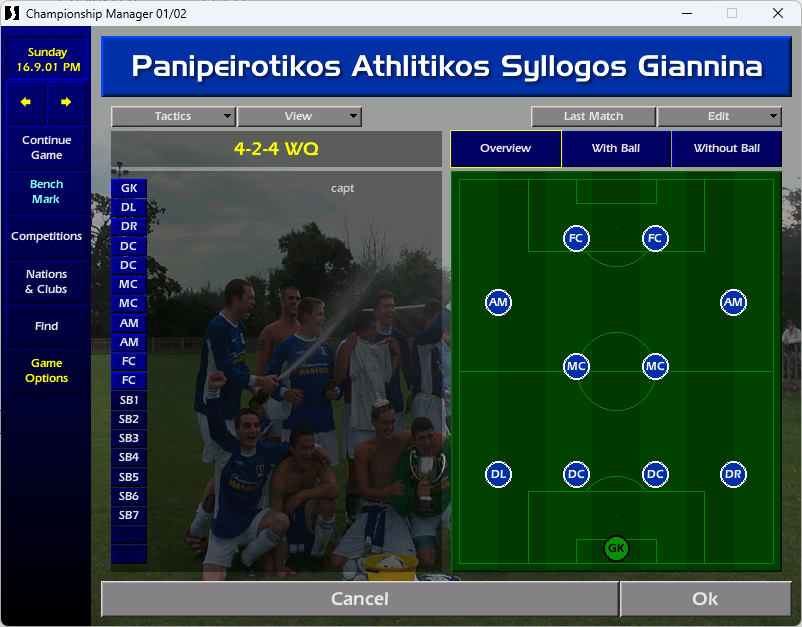 Championship Manager 01/02
Sunday
16.9.01 PM
Continue
Game
Bench
Mark
Competitions
Nations
& Clubs
Find
Game
Options
Panipeirotikos Athlitikos Syllogos Giannina
Tactics
View
Last Match
Edit
4-2-4 WQ
Overview
With Ball
Without Ball
GK capt
DL
DR
DC
DC
MC
MC
AM
AM
FC
FC
SB1
SB2
SB3
SB4
SB5
SB6
SB7
FC FC
AM AM
MC MC
DL DC DC DR
GK
Cancel
Ok